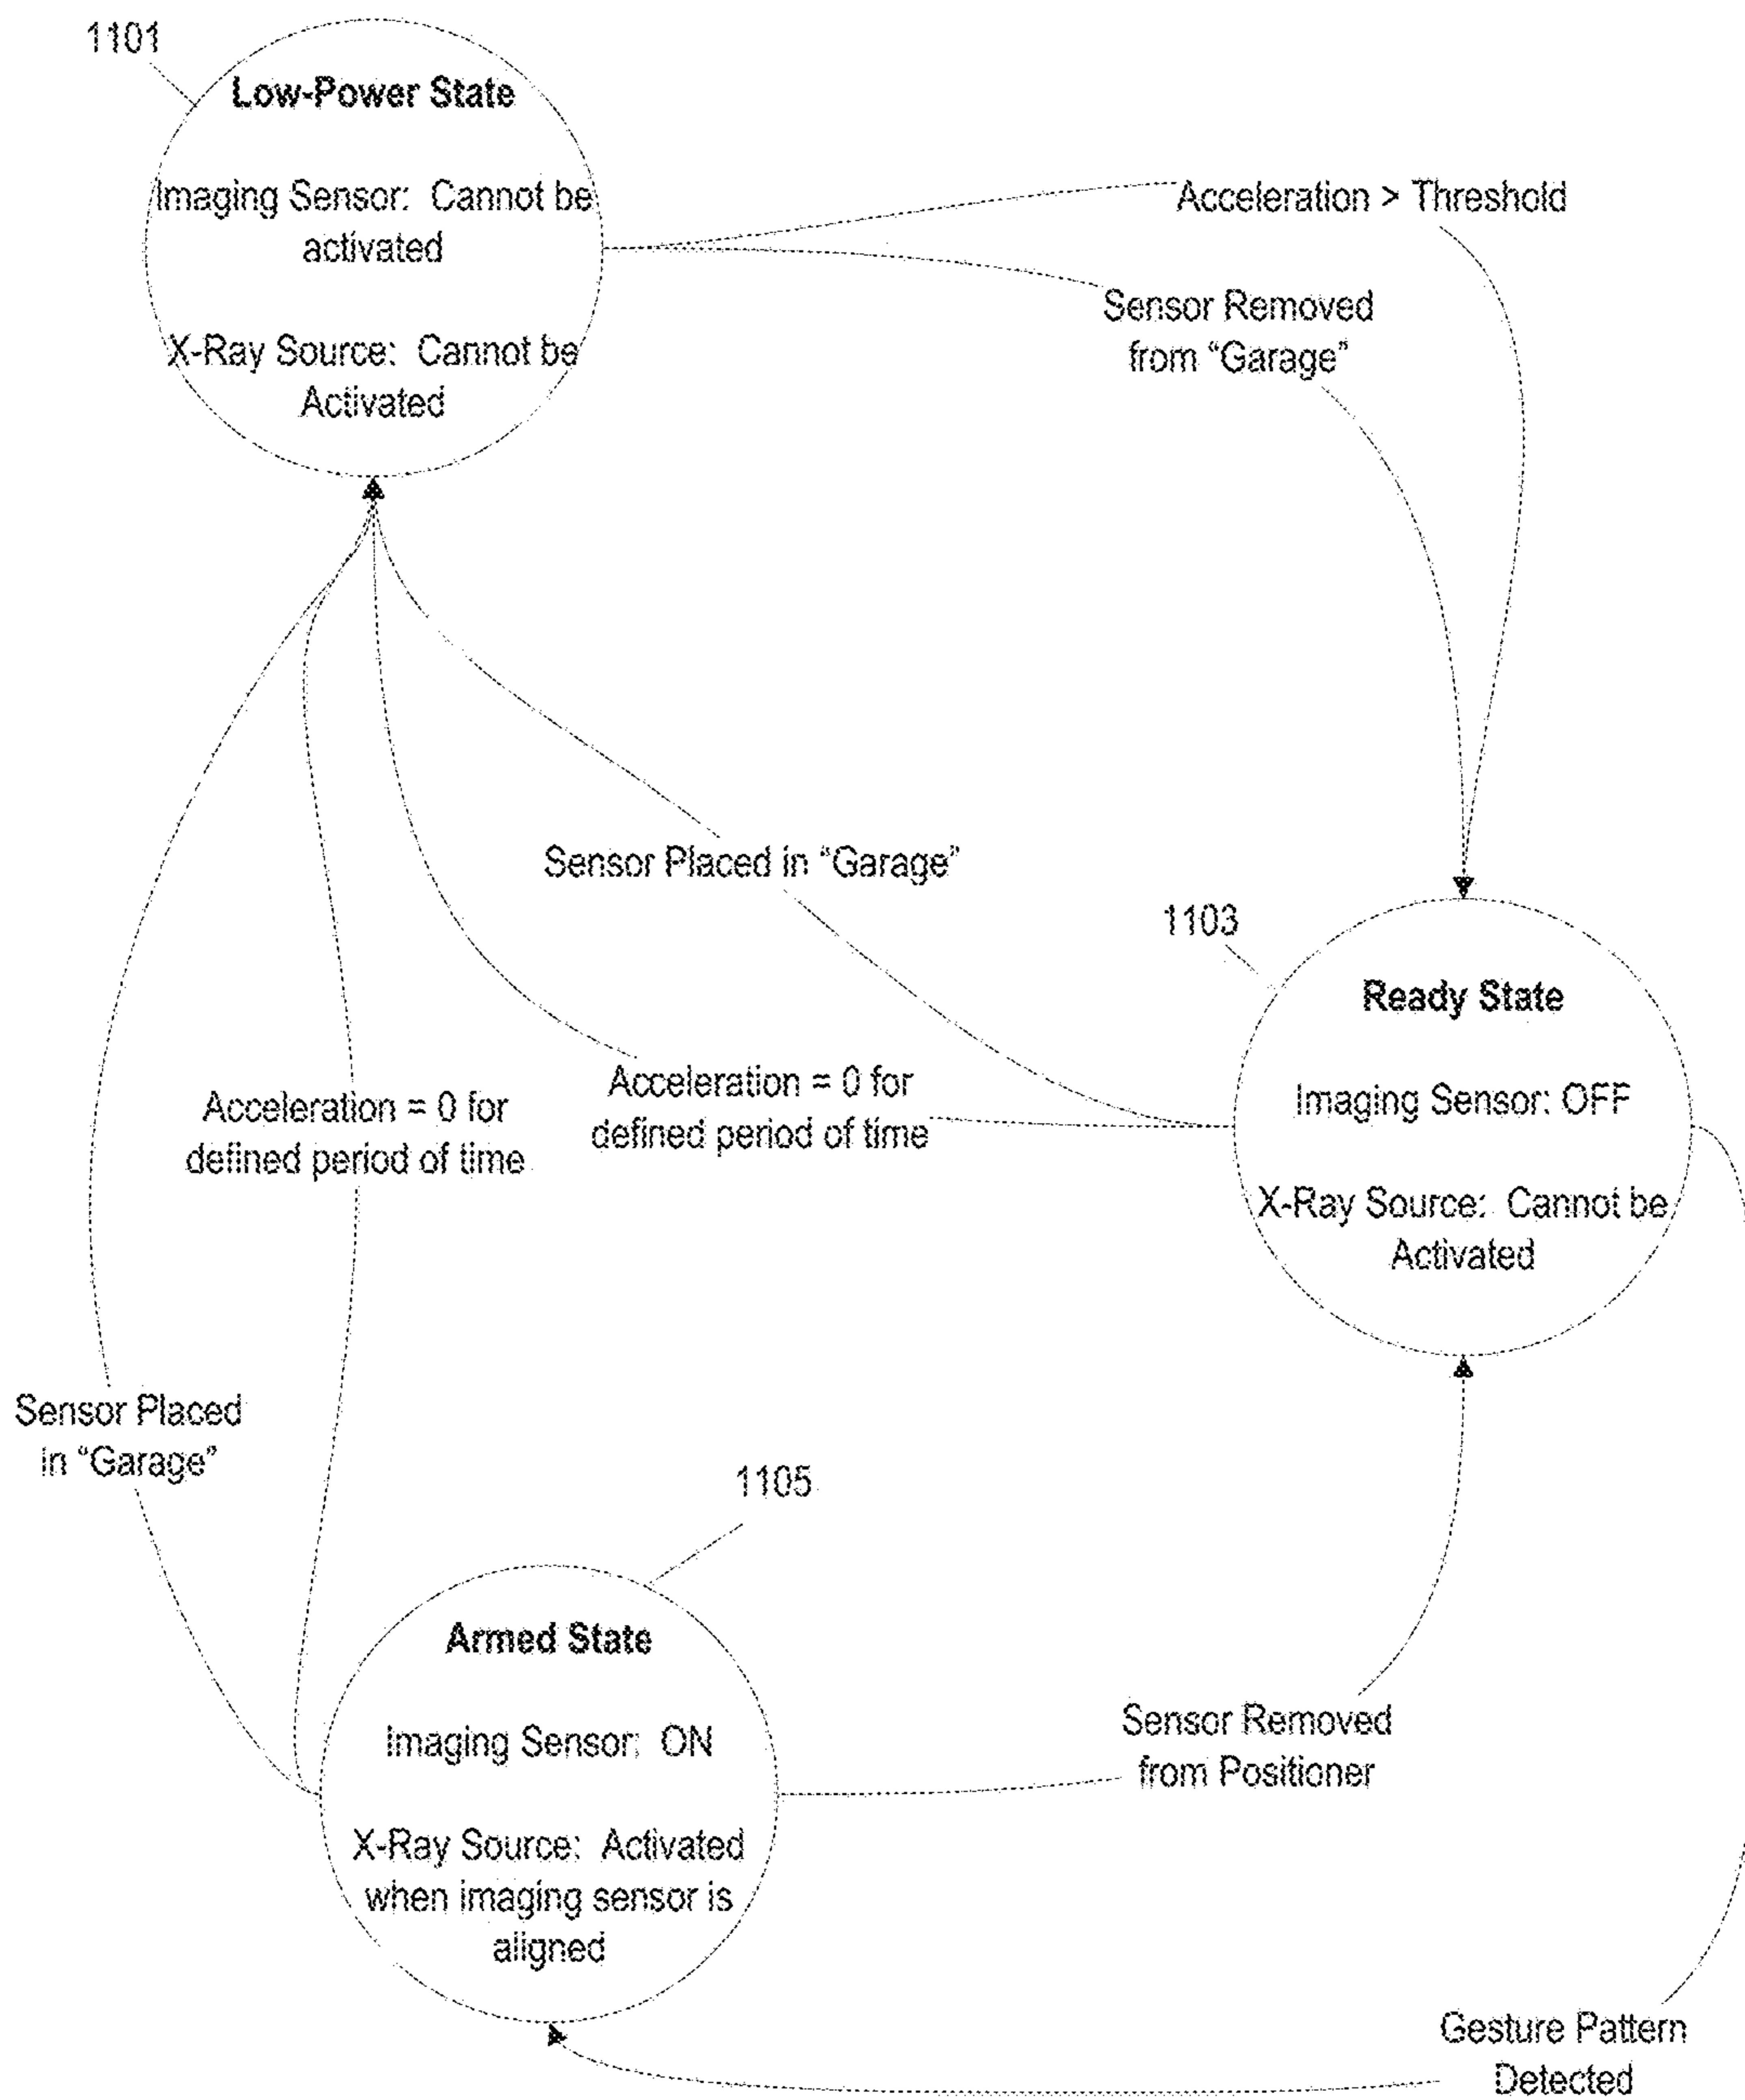 1101
Low-Power State
Imaging Sensor: Cannot be
activated
X-Ray Source: Cannot be
Activated
Acceleration > Threshold
Sensor Removed
from “Garage”
Sensor Placed in “Garage”
1103
Ready State
Imaging Sensor: OFF
X-Ray Source: Cannot be
Activated
Acceleration = 0 for
defined period of time
Acceleration = 0 for
defined period of time
Sensor Placed
in “Garage”
1105
Armed State
Imaging Sensor: ON
X-Ray Source: Activated
when imaging sensor is
aligned
Sensor Removed
from Positioner
Gesture Pattern
Detected